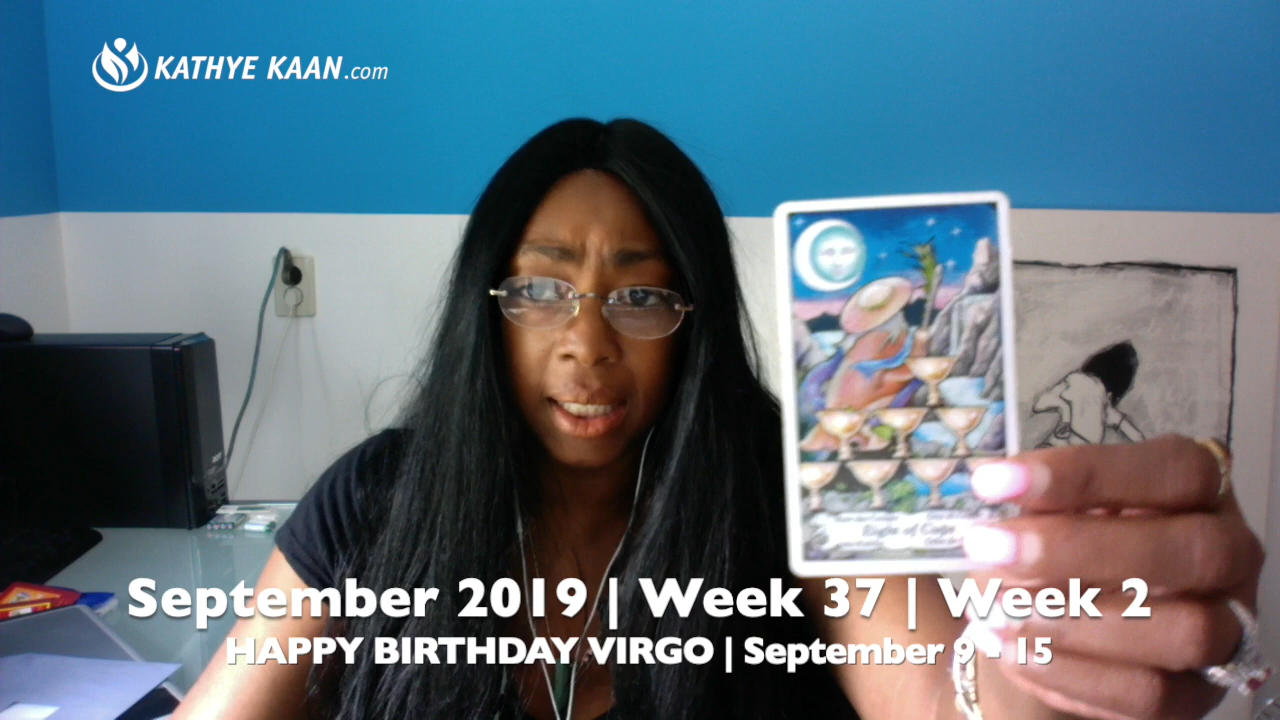 KATHYE KAAN.com
Eight of Cups
September 2019 | Week 37 | Week 2
HAPPY BIRTHDAY VIRGO | September 9 - 15